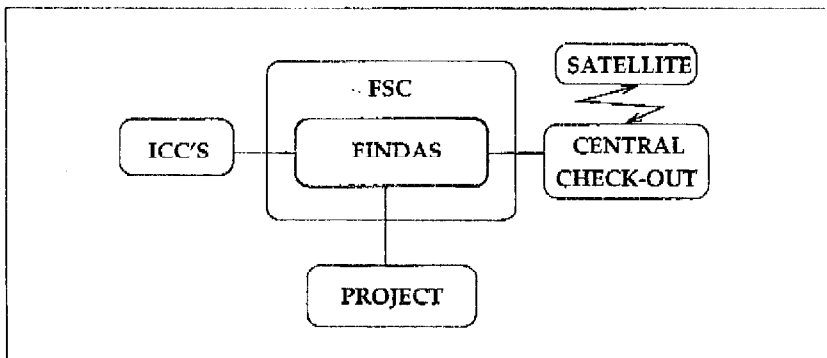 SATELLITE
FSC
ICC'S
FINDAS
CENTRAL
CHECK-OUT
PROJECT